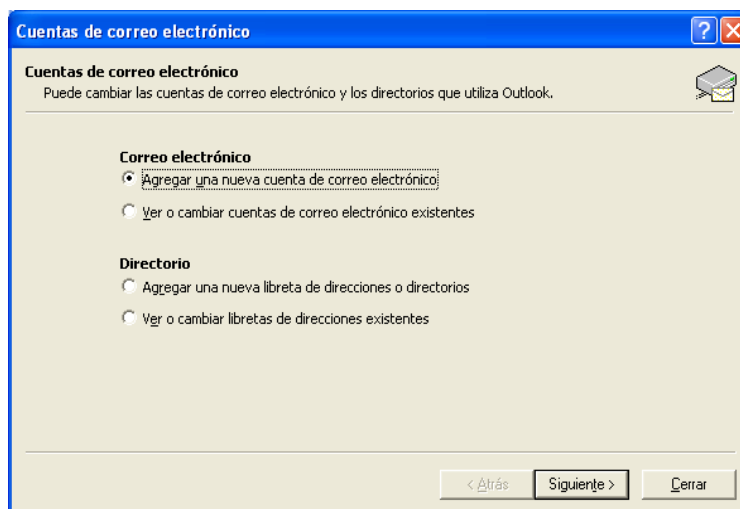 Cuentas de correo electrónico
Cuentas de correo electrónico
Puede cambiar las cuentas de correo electrónico y los directorios que utiliza Outlook.
Correo electrónico
Agregar una nueva cuenta de correo electrónico
Ver o cambiar cuentas de correo electrónico existentes
Directorio
Agregar una nueva libreta de direcciones o directorios
Ver o cambiar libretas de direcciones existentes
< Atrás Siguiente > Cerrar